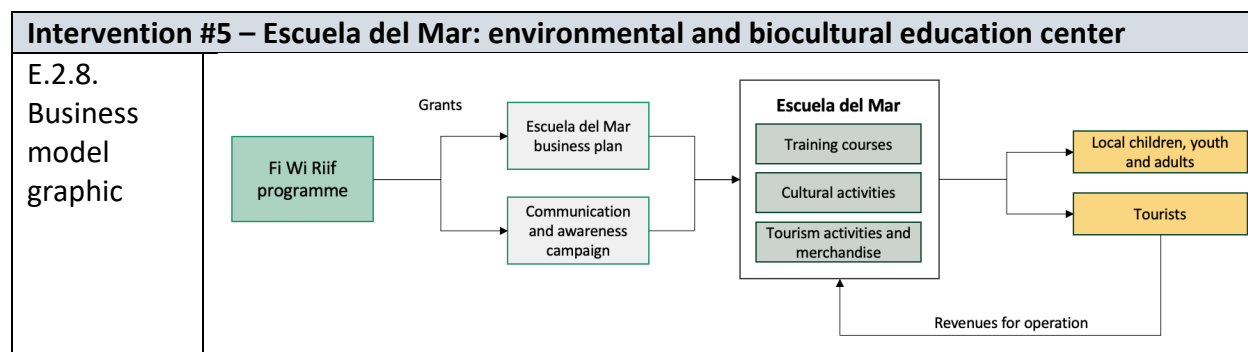 Intervention #5 – Escuela del Mar: environmental and biocultural education center
E.2.8.
Business
model
graphic
Grants
Fi Wi Riif
programme
Escuela del Mar
business plan
Communication
and awareness
campaign
Escuela del Mar
Training courses
Cultural activities
Tourism activities and
merchandise
Local children, youth
and adults
Tourists
Revenues for operation